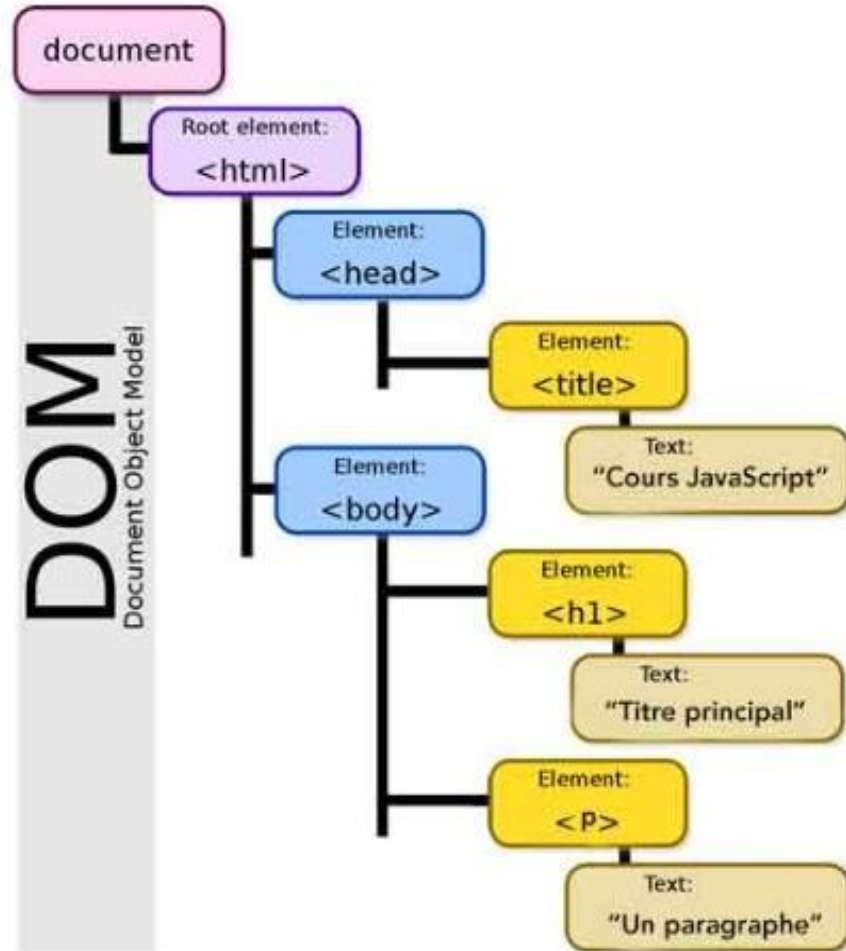 document
Root element:
<html>
Element:
<head>
Element:
<title>
Text:
“Cours JavaScript”
Element:
<body>
Element:
<h1>
Text:
“Titre principal”
Element:
<P>
Text:
“Un paragraphe”
DOM
Document Object Model